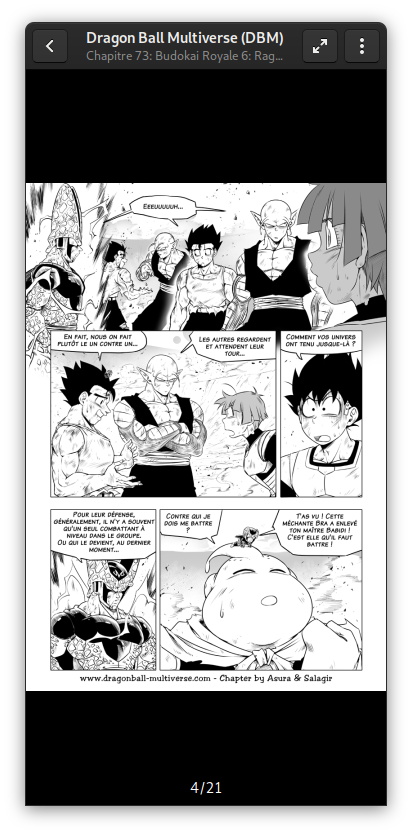 Dragon Ball Multiverse (DBM)
Chapitre 73: Budokai Royale 6: Rag...
Eeeuuuuuh...
En fait, nous on fait
plutôt le un contre un...
Les autres regardent
et attendent leur
tour...
Comment vos univers
ont tenu jusque-là ?
Pour leur défense,
généralement, il n'y a souvent
qu'un seul combattant à
niveau dans le groupe.
Ou qui le devient, au dernier
moment...
Contre qui je
dois me battre
?
T'as vu ! Cette
méchante Bra a enlevé
ton maître Babidi !
C'est elle qu'il faut
battre !
www.dragonball-multiverse.com - Chapter by Asura & Salagir
4/21